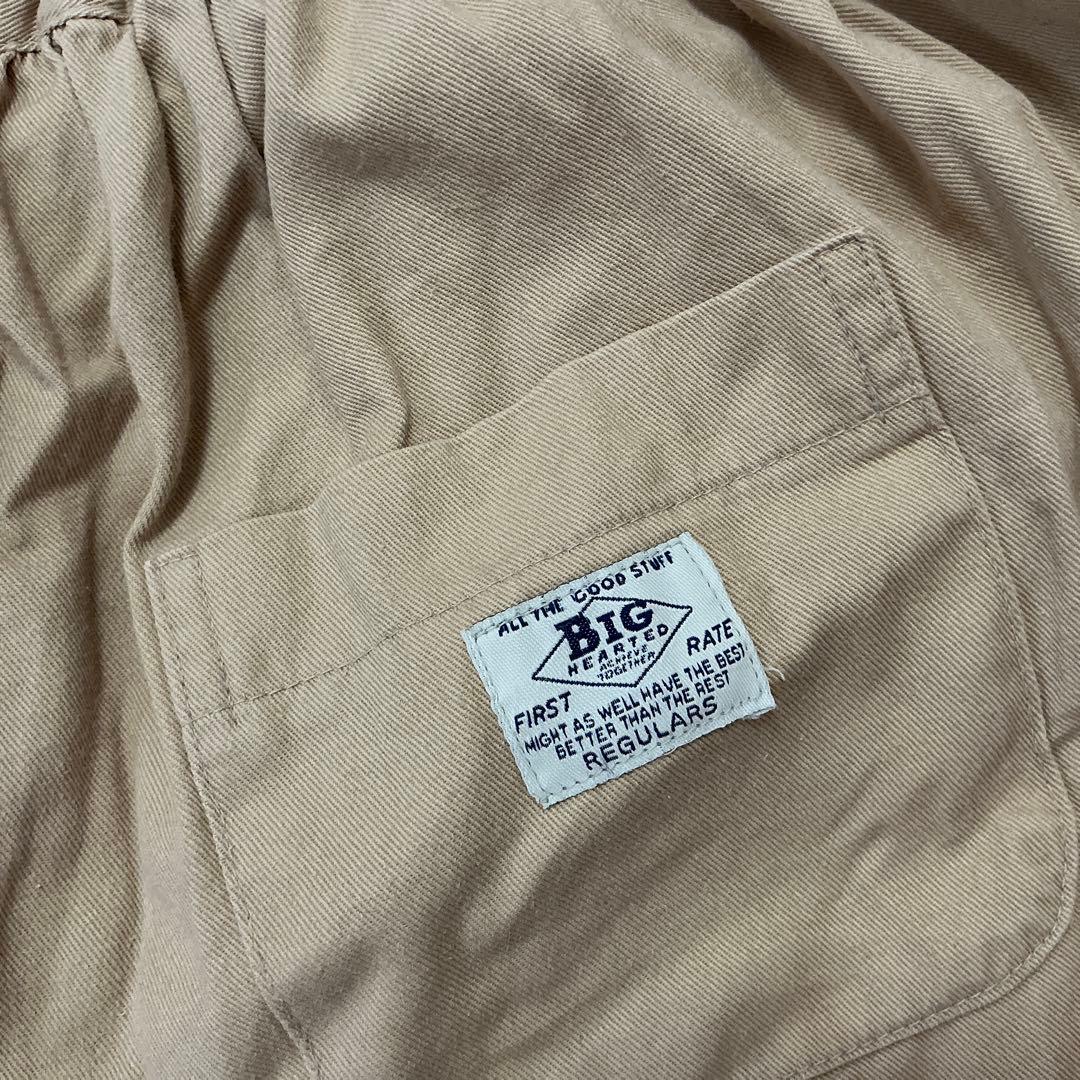 ALL THE GOOD STUFF
BIG
HEARTED
ACHIEVE
TOGETHER
FIRST RATE
MIGHT AS WELL HAVE THE BEST
BETTER THAN THE REST
REGULARS